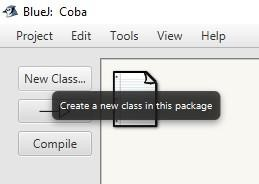 BlueJ: Coba
Project Edit Tools View Help
New Class...
Create a new class in this package
Compile